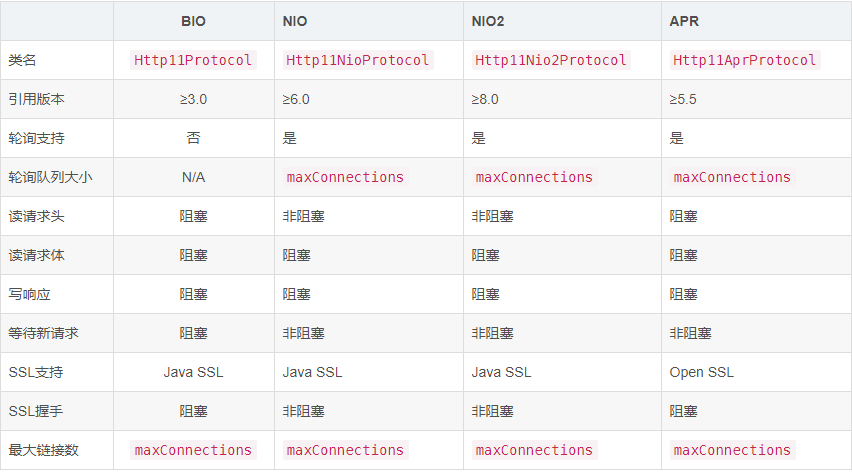 BIO NIO NIO2 APR
类名 Http11Protocol Http11NioProtocol Http11Nio2Protocol Http11AprProtocol
引用版本 ≥3.0 ≥6.0 ≥8.0 ≥5.5
轮询支持 否 是 是 是
轮询队列大小 N/A maxConnections maxConnections maxConnections
读请求头 阻塞 非阻塞 非阻塞 阻塞
读请求体 阻塞 阻塞 阻塞 阻塞
写响应 阻塞 阻塞 阻塞 阻塞
等待新请求 阻塞 非阻塞 非阻塞 非阻塞
SSL支持 Java SSL Java SSL Java SSL Open SSL
SSL握手 阻塞 非阻塞 非阻塞 阻塞
最大链接数 maxConnections maxConnections maxConnections maxConnections